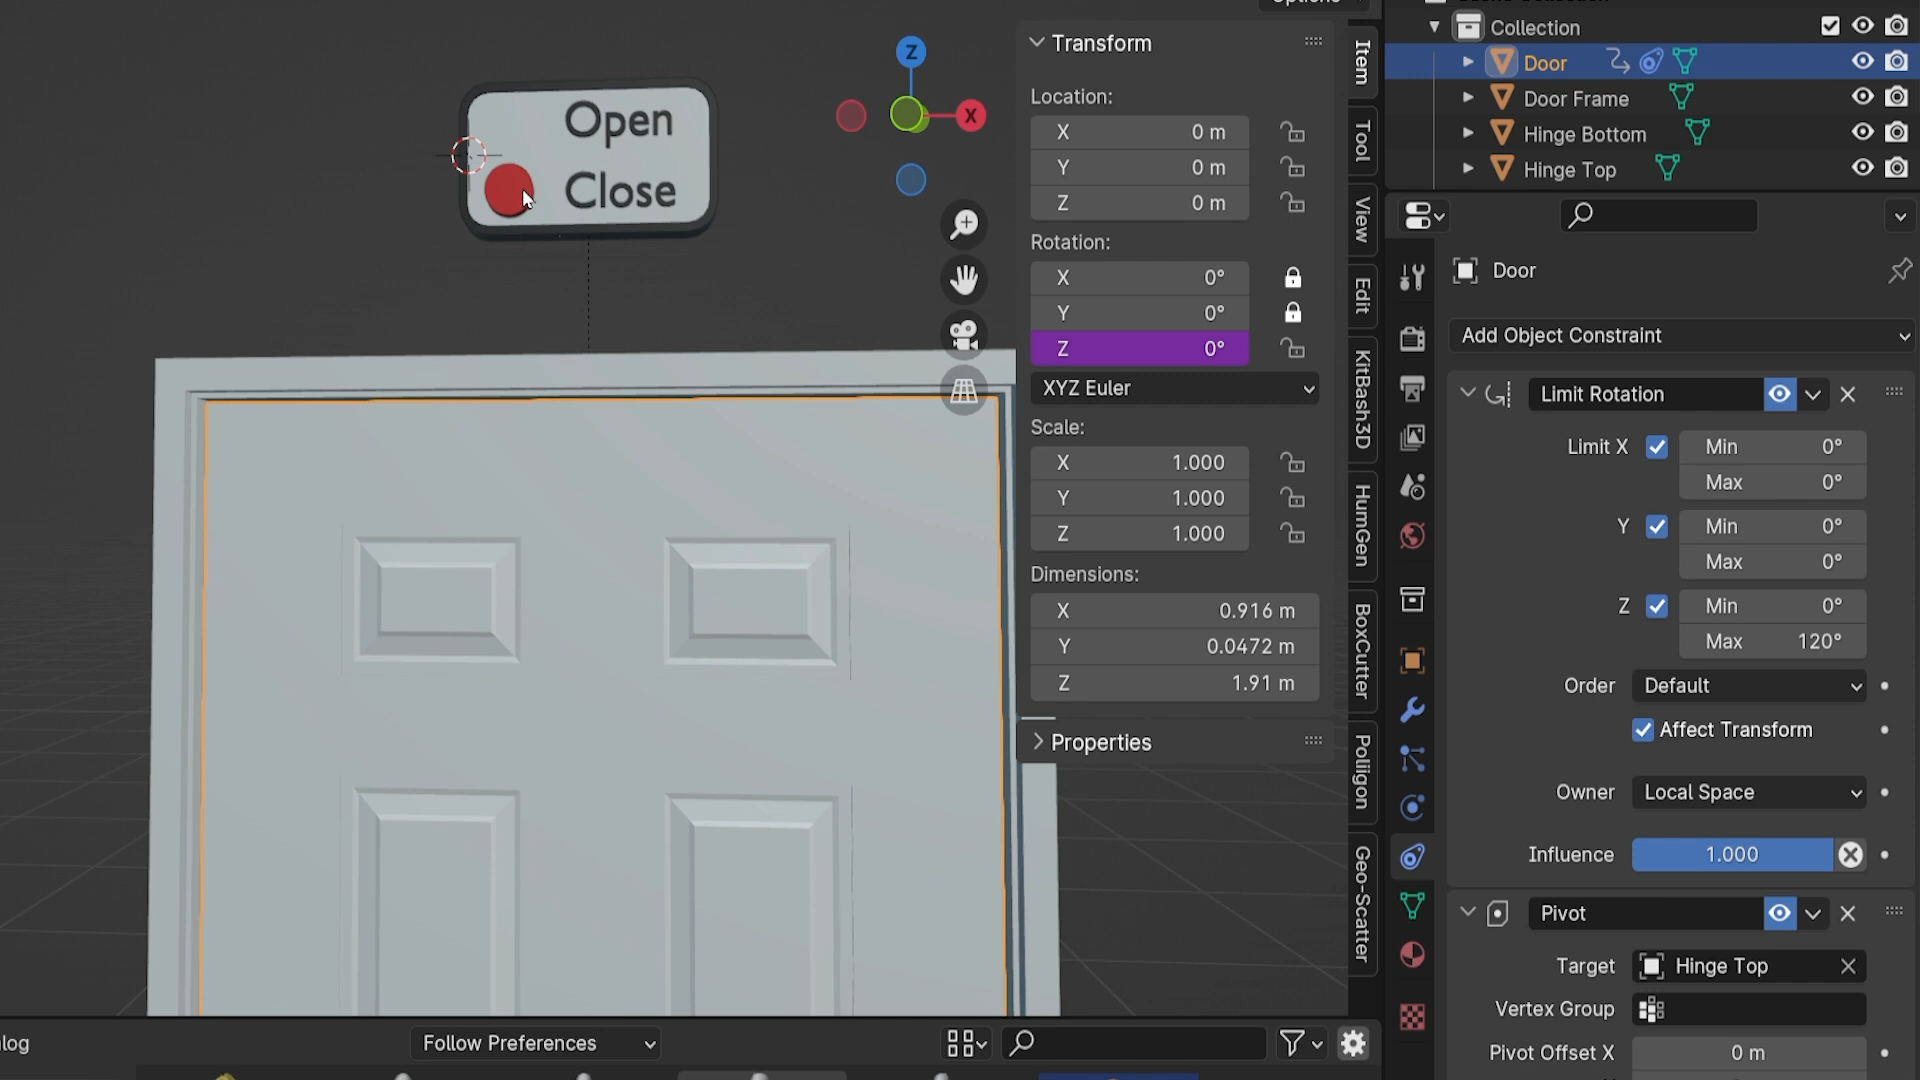 Open
Close
Z
X
Transform
Location:
X 0 m
Y 0 m
Z 0 m
Rotation:
X 0°
Y 0°
Z 0°
XYZ Euler
Scale:
X 1.000
Y 1.000
Z 1.000
Dimensions:
X 0.916 m
Y 0.0472 m
Z 1.91 m
Properties
Item
Tool
View
Edit
KitBash3D
HumGen
BoxCutter
Poliigon
Geo-Scatter
Collection
Door
Door Frame
Hinge Bottom
Hinge Top
Door
Add Object Constraint
Limit Rotation
Limit X Min 0°
Max 0°
Y Min 0°
Max 0°
Z Min 0°
Max 120°
Order Default
Affect Transform
Owner Local Space
Influence 1.000
Pivot
Target Hinge Top
Vertex Group
Pivot Offset X 0 m
Follow Preferences